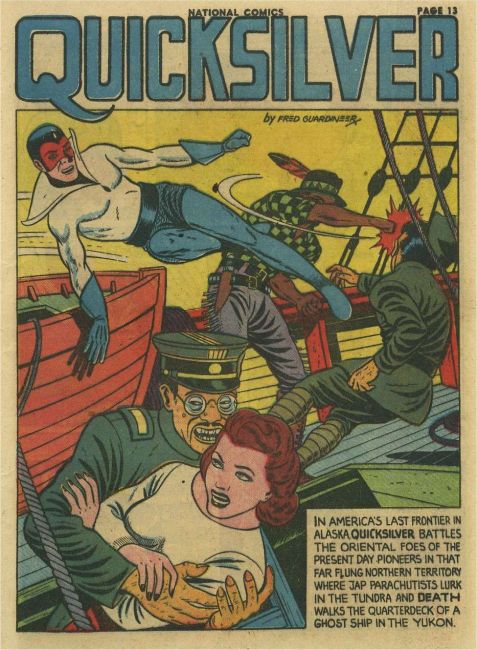 NATIONAL COMICS
PAGE 13
QUICKSILVER
by FRED GUARDINEER
IN AMERICA'S LAST FRONTIER IN
ALASKA, QUICKSILVER BATTLES
THE ORIENTAL FOES OF THE
PRESENT DAY PIONEERS IN THAT
FAR FLUNG NORTHERN TERRITORY
WHERE JAP PARACHUTISTS LURK
IN THE TUNDRA AND DEATH
WALKS THE QUARTERDECK OF A
GHOST SHIP IN THE YUKON.